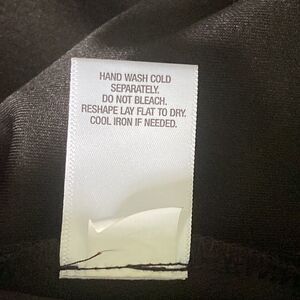 HAND WASH COLD
SEPARATELY.
DO NOT BLEACH.
RESHAPE LAY FLAT TO DRY.
COOL IRON IF NEEDED.